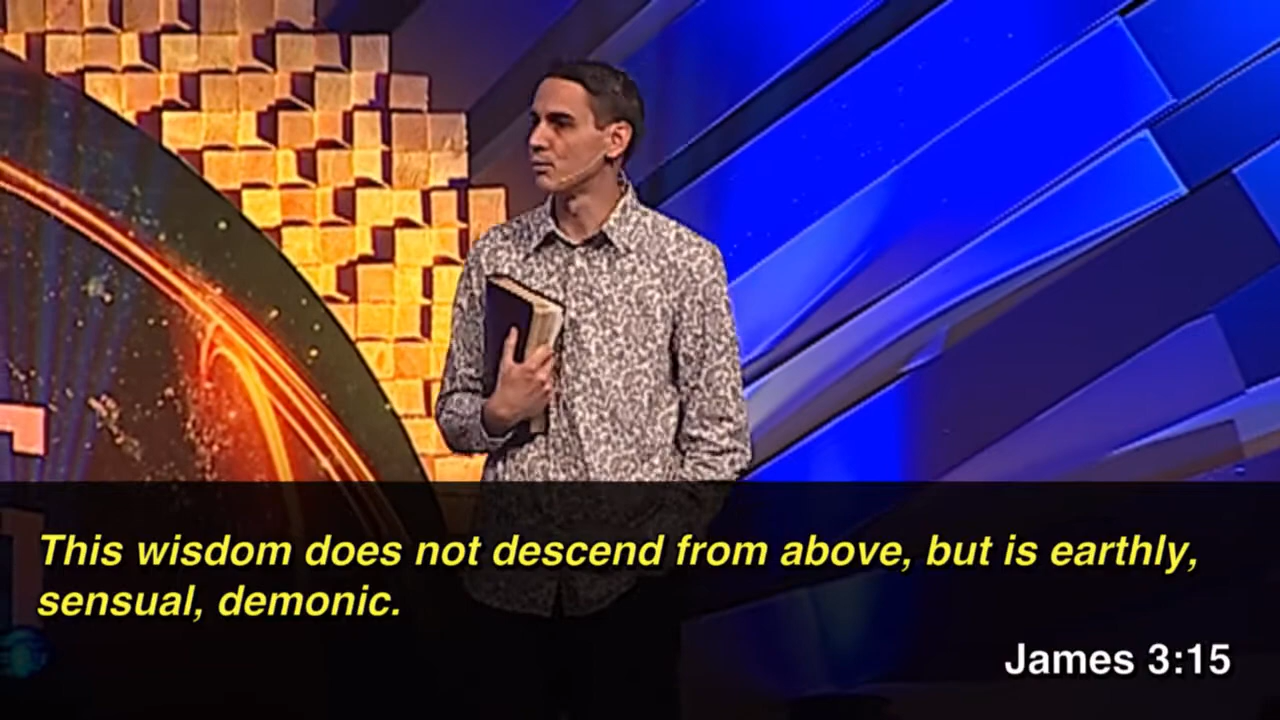 This wisdom does not descend from above, but is earthly,
sensual, demonic.
James 3:15